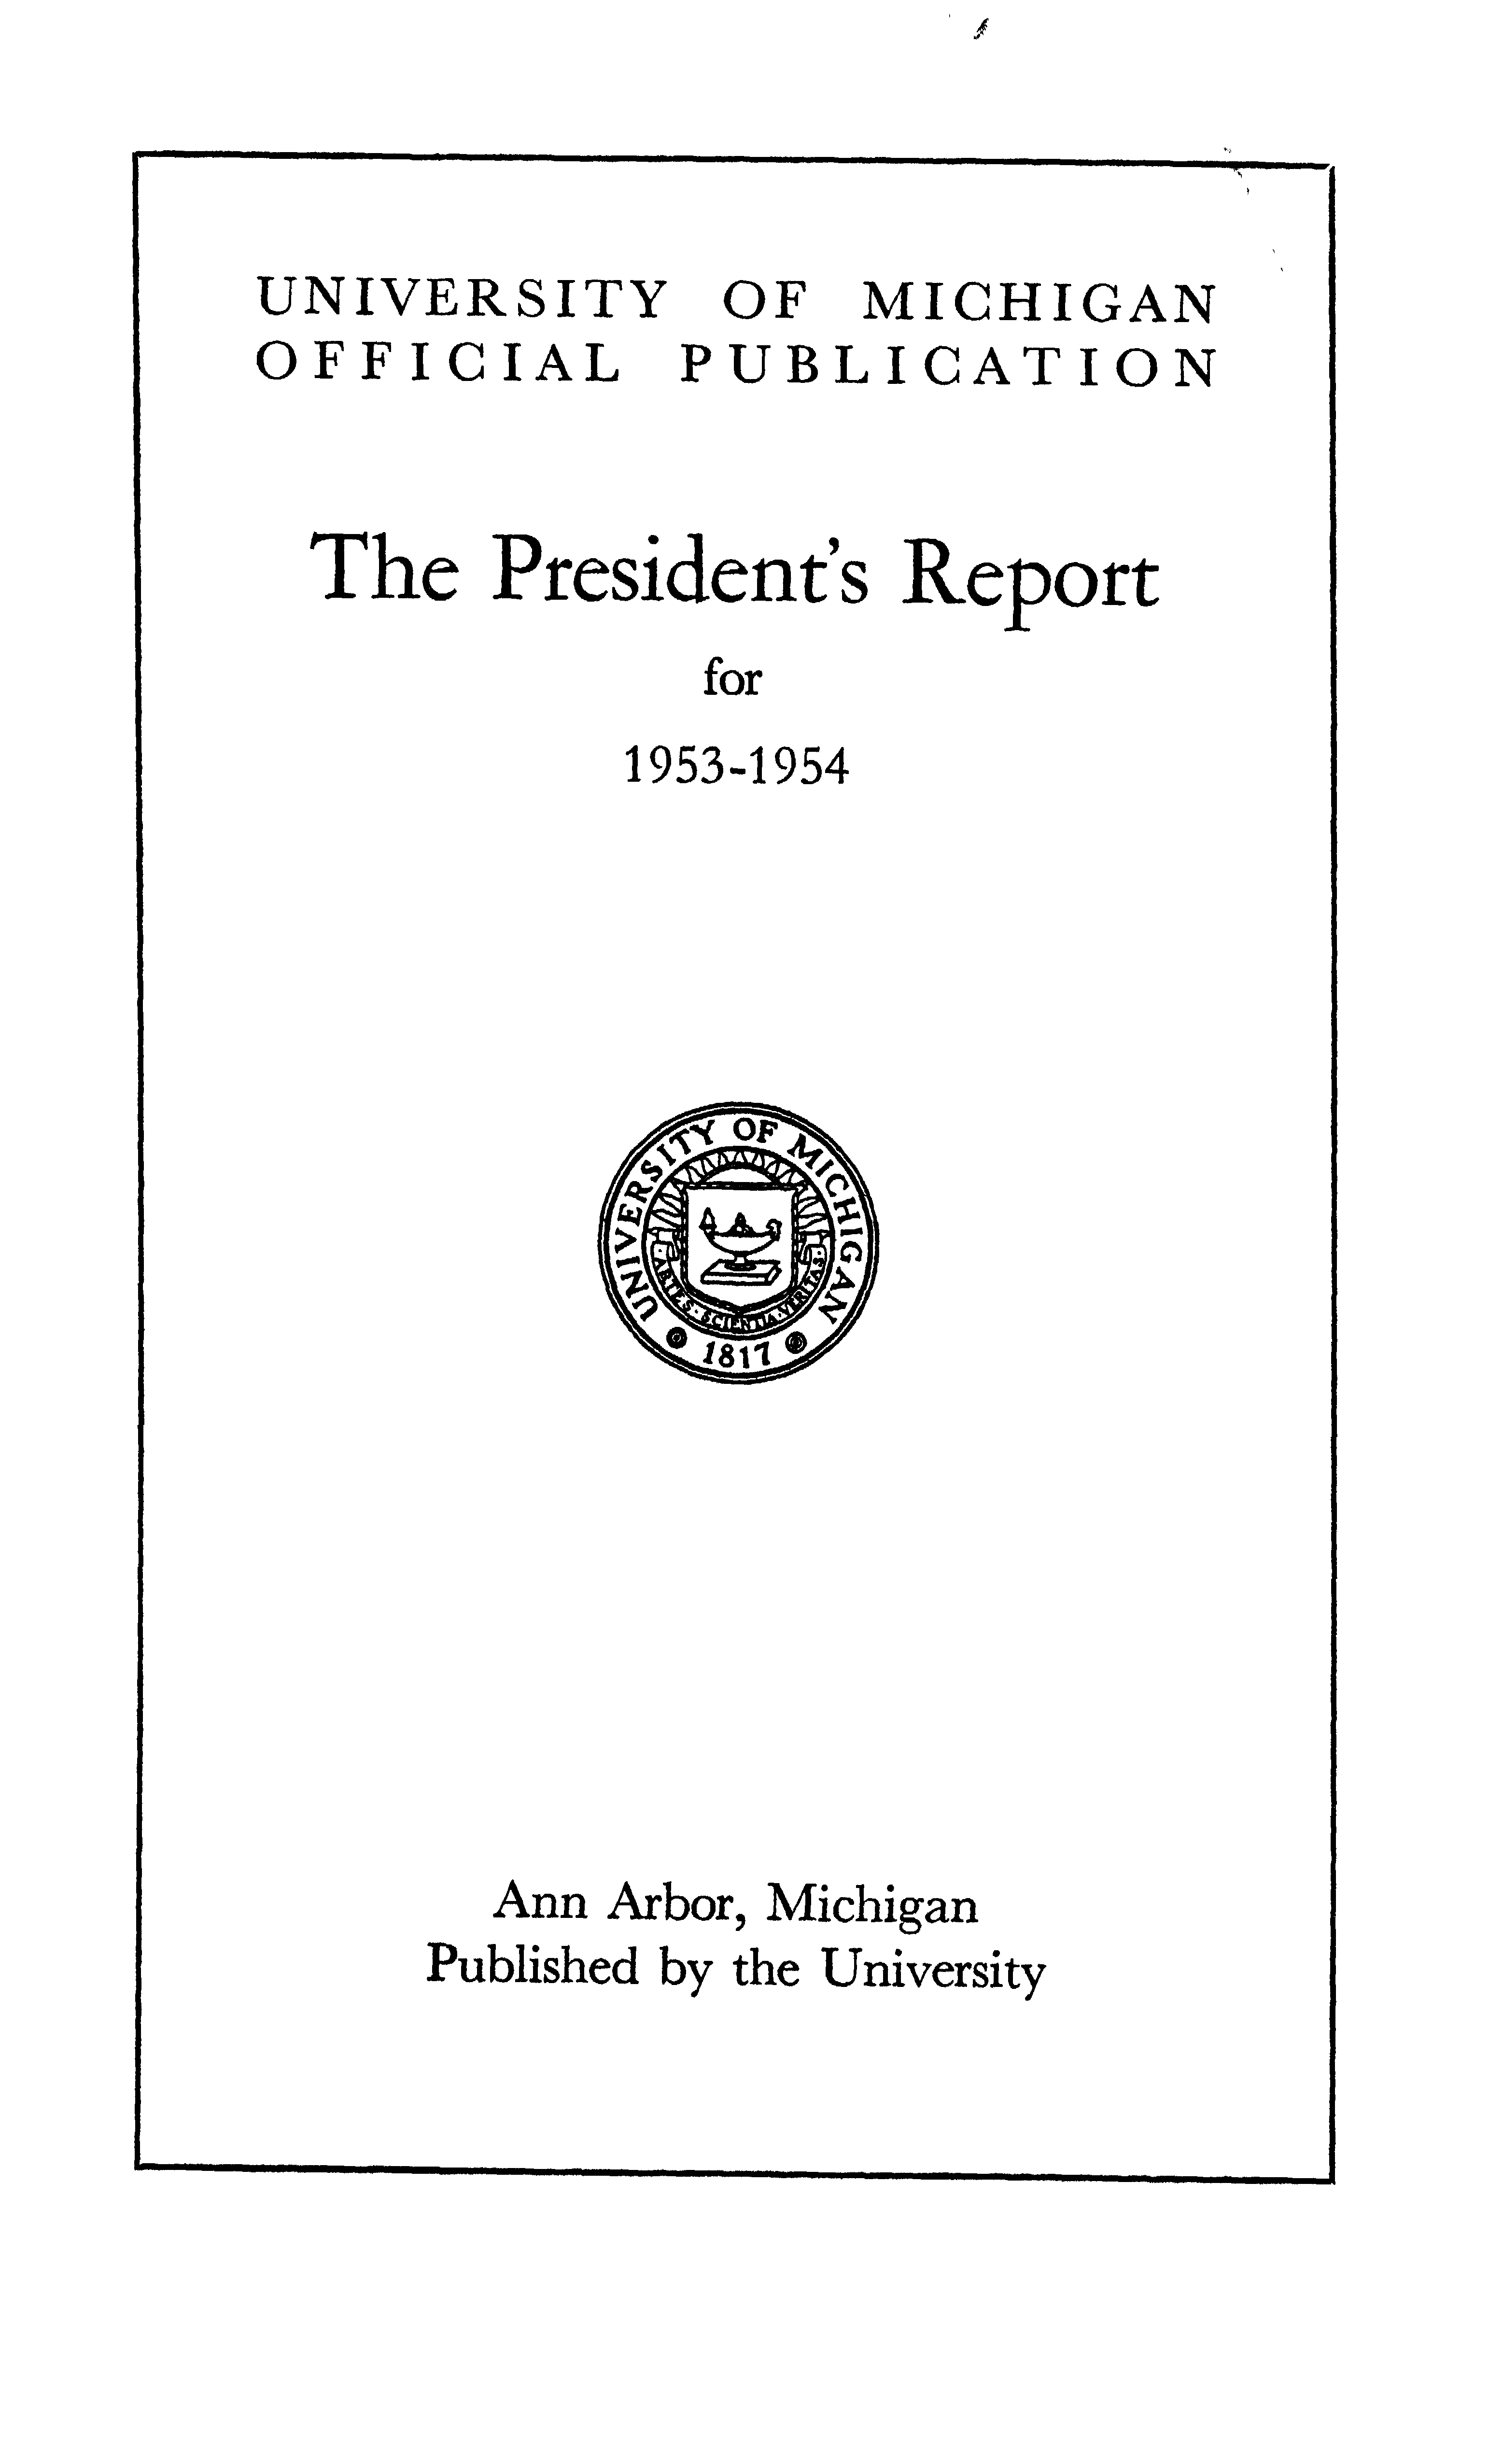 UNIVERSITY OF MICHIGAN
OFFICIAL PUBLICATION
The President's Report
for
1953-1954
UNIVERSITY OF MICHIGAN
ARTES · SCIENTIA · VERITAS ·
1817
Ann Arbor, Michigan
Published by the University